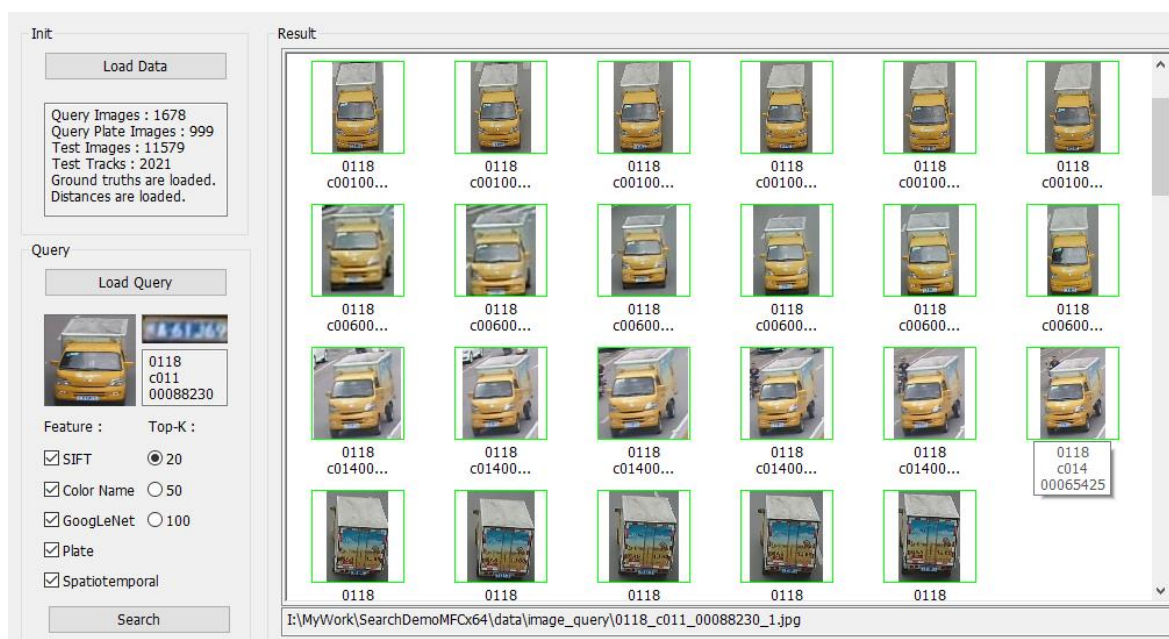 Init
Load Data
Query Images : 1678
Query Plate Images : 999
Test Images : 11579
Test Tracks : 2021
Ground truths are loaded.
Distances are loaded.
Query
Load Query
0118
c011
00088230
Feature :
Top-K :
SIFT
20
Color Name
50
GoogLeNet
100
Plate
Spatiotemporal
Search
Result
0118 0118 0118 0118 0118 0118
c00100... c00100... c00100... c00100... c00100... c00100...
0118 0118 0118 0118 0118 0118
c00600... c00600... c00600... c00600... c00600... c00600...
0118 0118 0118 0118 0118 0118
c01400... c01400... c01400... c01400... c01400... c014
00065425
0118 0118 0118 0118 0118
I:\MyWork\SearchDemoMFCx64\data\image_query\0118_c011_00088230_1.jpg